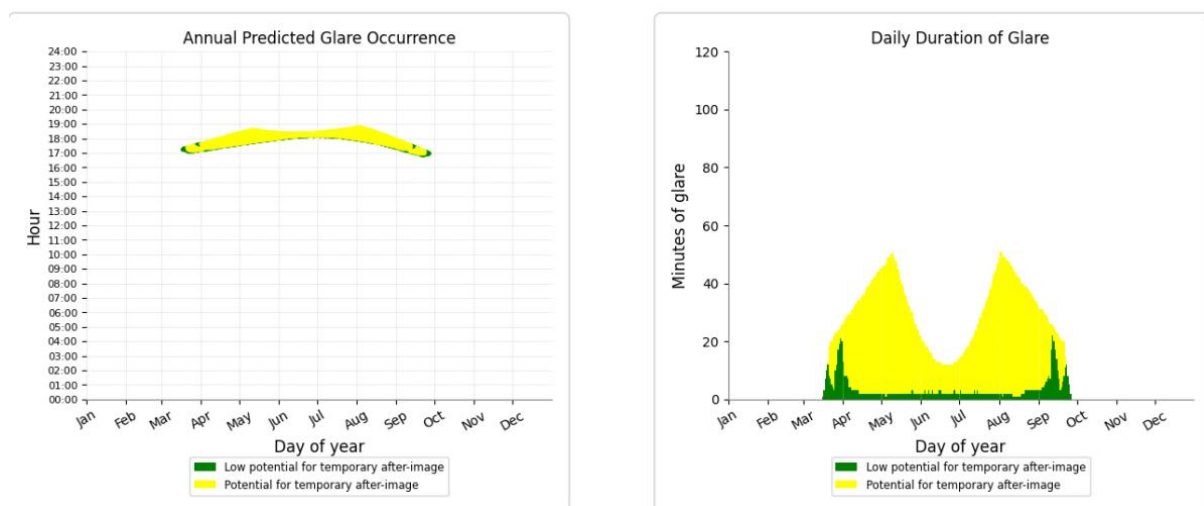 Annual Predicted Glare Occurrence
24:00
23:00
22:00
21:00
20:00
19:00
18:00
17:00
16:00
15:00
14:00
13:00
12:00
11:00
10:00
09:00
08:00
07:00
06:00
05:00
04:00
03:00
02:00
01:00
00:00
Hour
Jan Feb Mar Apr May Jun Jul Aug Sep Oct Nov Dec
Day of year
Low potential for temporary after-image
Potential for temporary after-image
Daily Duration of Glare
120
100
80
60
40
20
0
Minutes of glare
Jan Feb Mar Apr May Jun Jul Aug Sep Oct Nov Dec
Day of year
Low potential for temporary after-image
Potential for temporary after-image